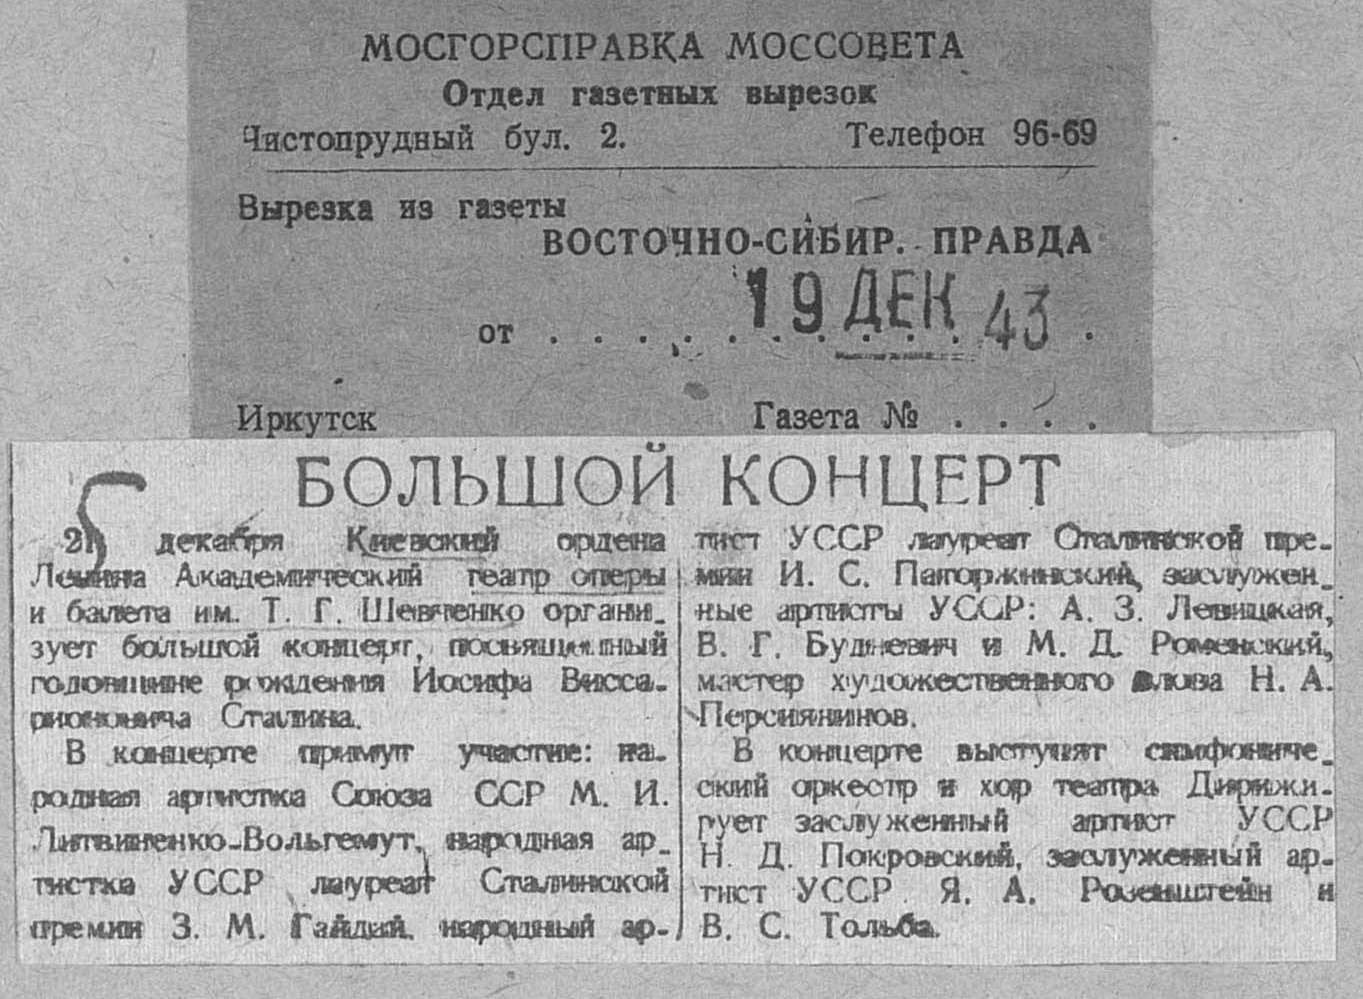 МОСГОРСПРАВКА МОССОВЕТА
Отдел газетных вырезок
Чистопрудный бул. 2. Телефон 96-69
Вырезка из газеты
ВОСТОЧНО-СИБИР. ПРАВДА
от . . . . . . . . . . 19 ДЕК 43 .
Иркутск Газета № . . . .
БОЛЬШОЙ КОНЦЕРТ
21 декабря Киевский ордена
Ленина Академический театр оперы
и балета им. Т. Г. Шевченко органи-
зует большой концерт, посвященный
годовщине рождения Иосифа Висса-
рионовича Сталина.
В концерте примут участие: на-
родная артистка Союза ССР М. И.
Литвиненко-Вольгемут, народная ар-
тистка УССР лауреат Сталинской
премии З. М. Гайдай, народный ар-
тист УССР лауреат Сталинской пре-
мии И. С. Паторжинский, заслужен-
ные артисты УССР: А. З. Левицкая,
В. Г. Будневич и М. Д. Роменский,
мастер художественного слова Н. А.
Персиянинов.
В концерте выступят симфониче-
ский оркестр и хор театра. Дирижи-
рует заслуженный артист УССР
Н. Д. Покровский, заслуженный ар-
тист УССР Я. А. Розенштейн и
В. С. Тольба.